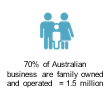 70% of Australian
business are family owned
and operated = 1.5 million